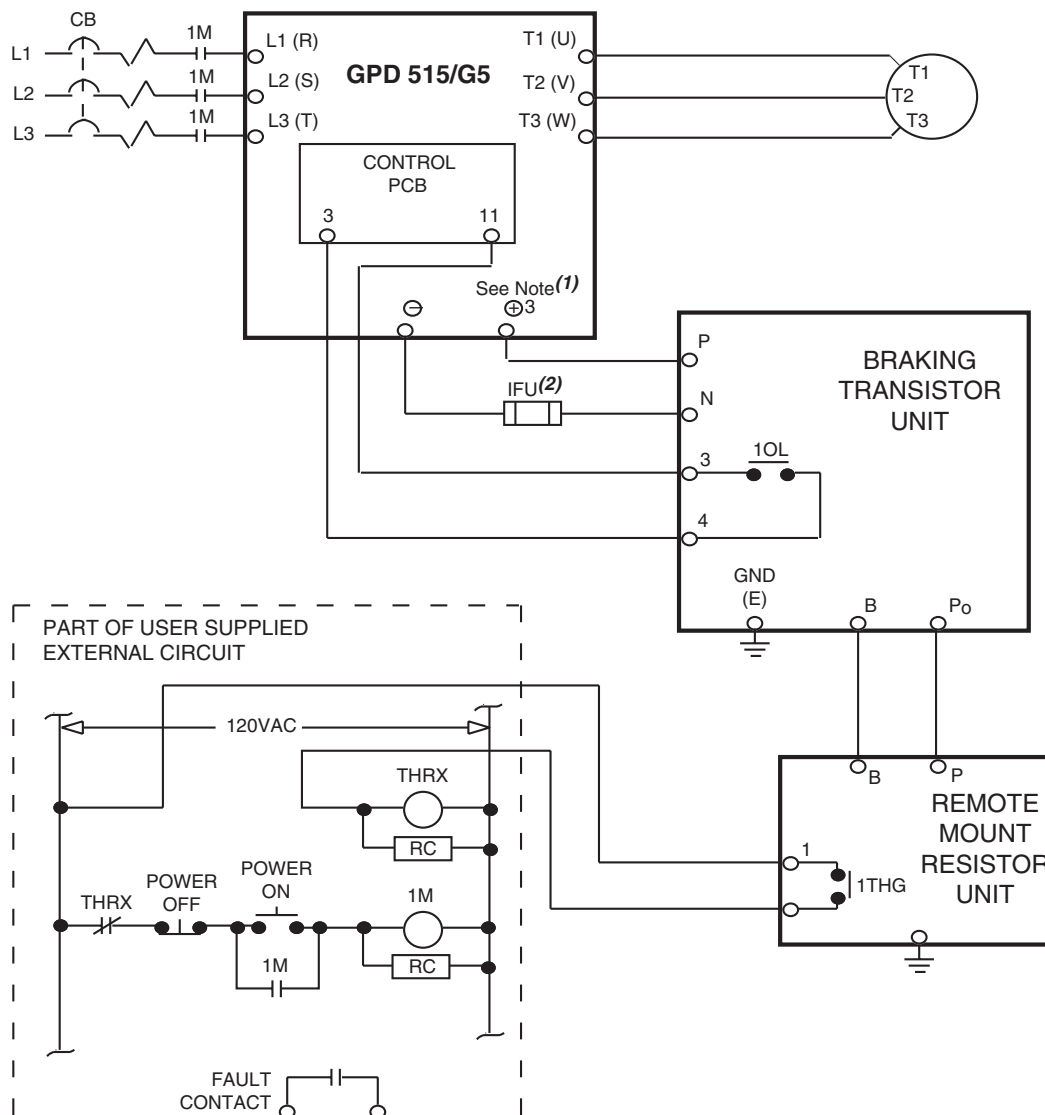 CB
1M
L1
L1 (R)
T1 (U)
GPD 515/G5
T1
1M
L2
L2 (S)
T2 (V)
T2
1M
L3
L3 (T)
T3 (W)
T3
CONTROL
PCB
3
11
See Note(1)
3
P
BRAKING
TRANSISTOR
UNIT
IFU(2)
N
3
1OL
4
GND
(E)
B
Po
PART OF USER SUPPLIED
EXTERNAL CIRCUIT
120VAC
THRX
RC
B
P
REMOTE
MOUNT
RESISTOR
UNIT
1
1THG
THRX
POWER
OFF
POWER
ON
1M
1M
RC
FAULT
CONTACT